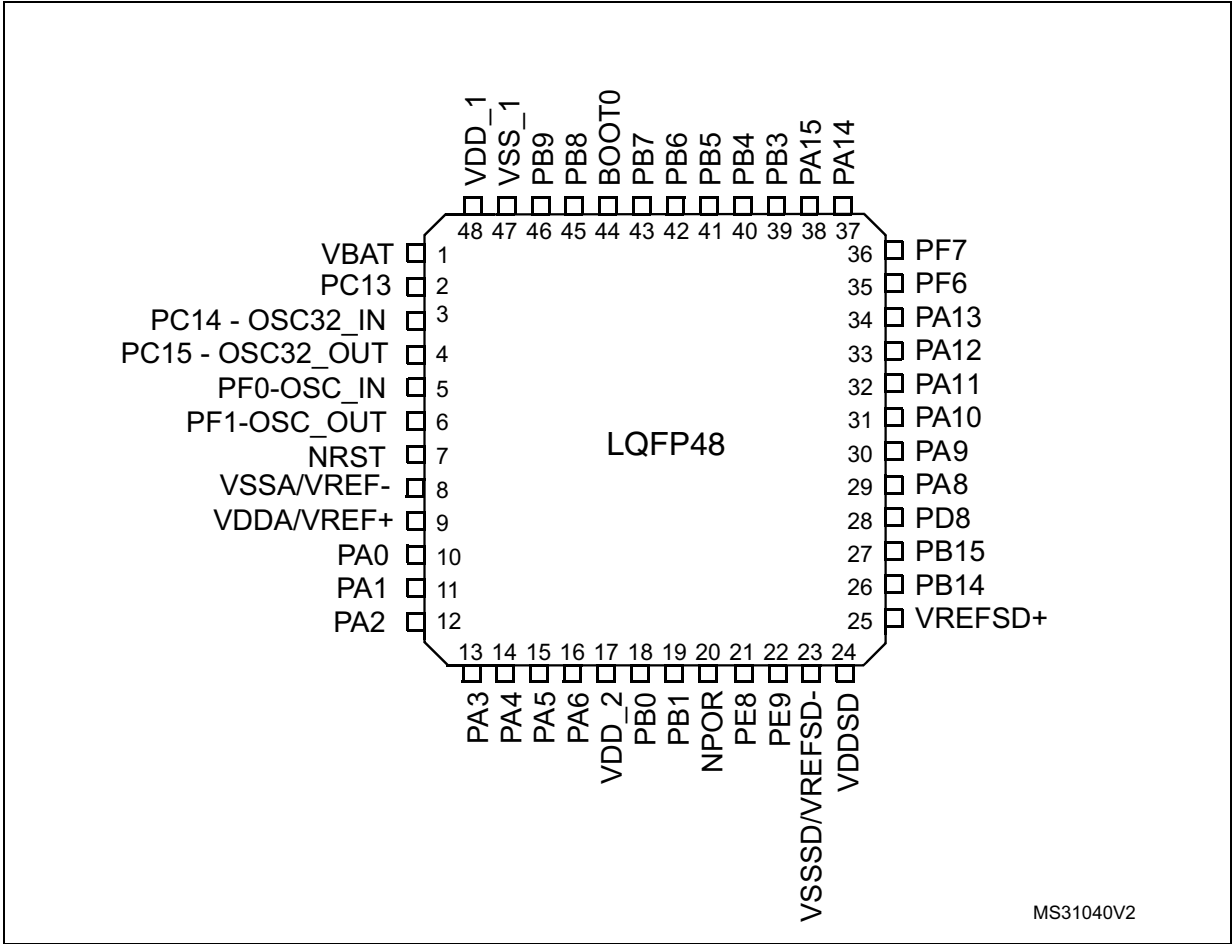 VDD_1
VSS_1
PB9
PB8
BOOT0
PB7
PB6
PB5
PB4
PB3
PA15
PA14
48 47 46 45 44 43 42 41 40 39 38 37
VBAT 1
PC13 2
PC14 - OSC32_IN 3
PC15 - OSC32_OUT 4
PF0-OSC_IN 5
PF1-OSC_OUT 6
NRST 7
VSSA/VREF- 8
VDDA/VREF+ 9
PA0 10
PA1 11
PA2 12
LQFP48
36 PF7
35 PF6
34 PA13
33 PA12
32 PA11
31 PA10
30 PA9
29 PA8
28 PD8
27 PB15
26 PB14
25 VREFSD+
13 14 15 16 17 18 19 20 21 22 23 24
PA3
PA4
PA5
PA6
VDD_2
PB0
PB1
NPOR
PE8
PE9
VSSSD/VREFSD-
VDDSD
MS31040V2